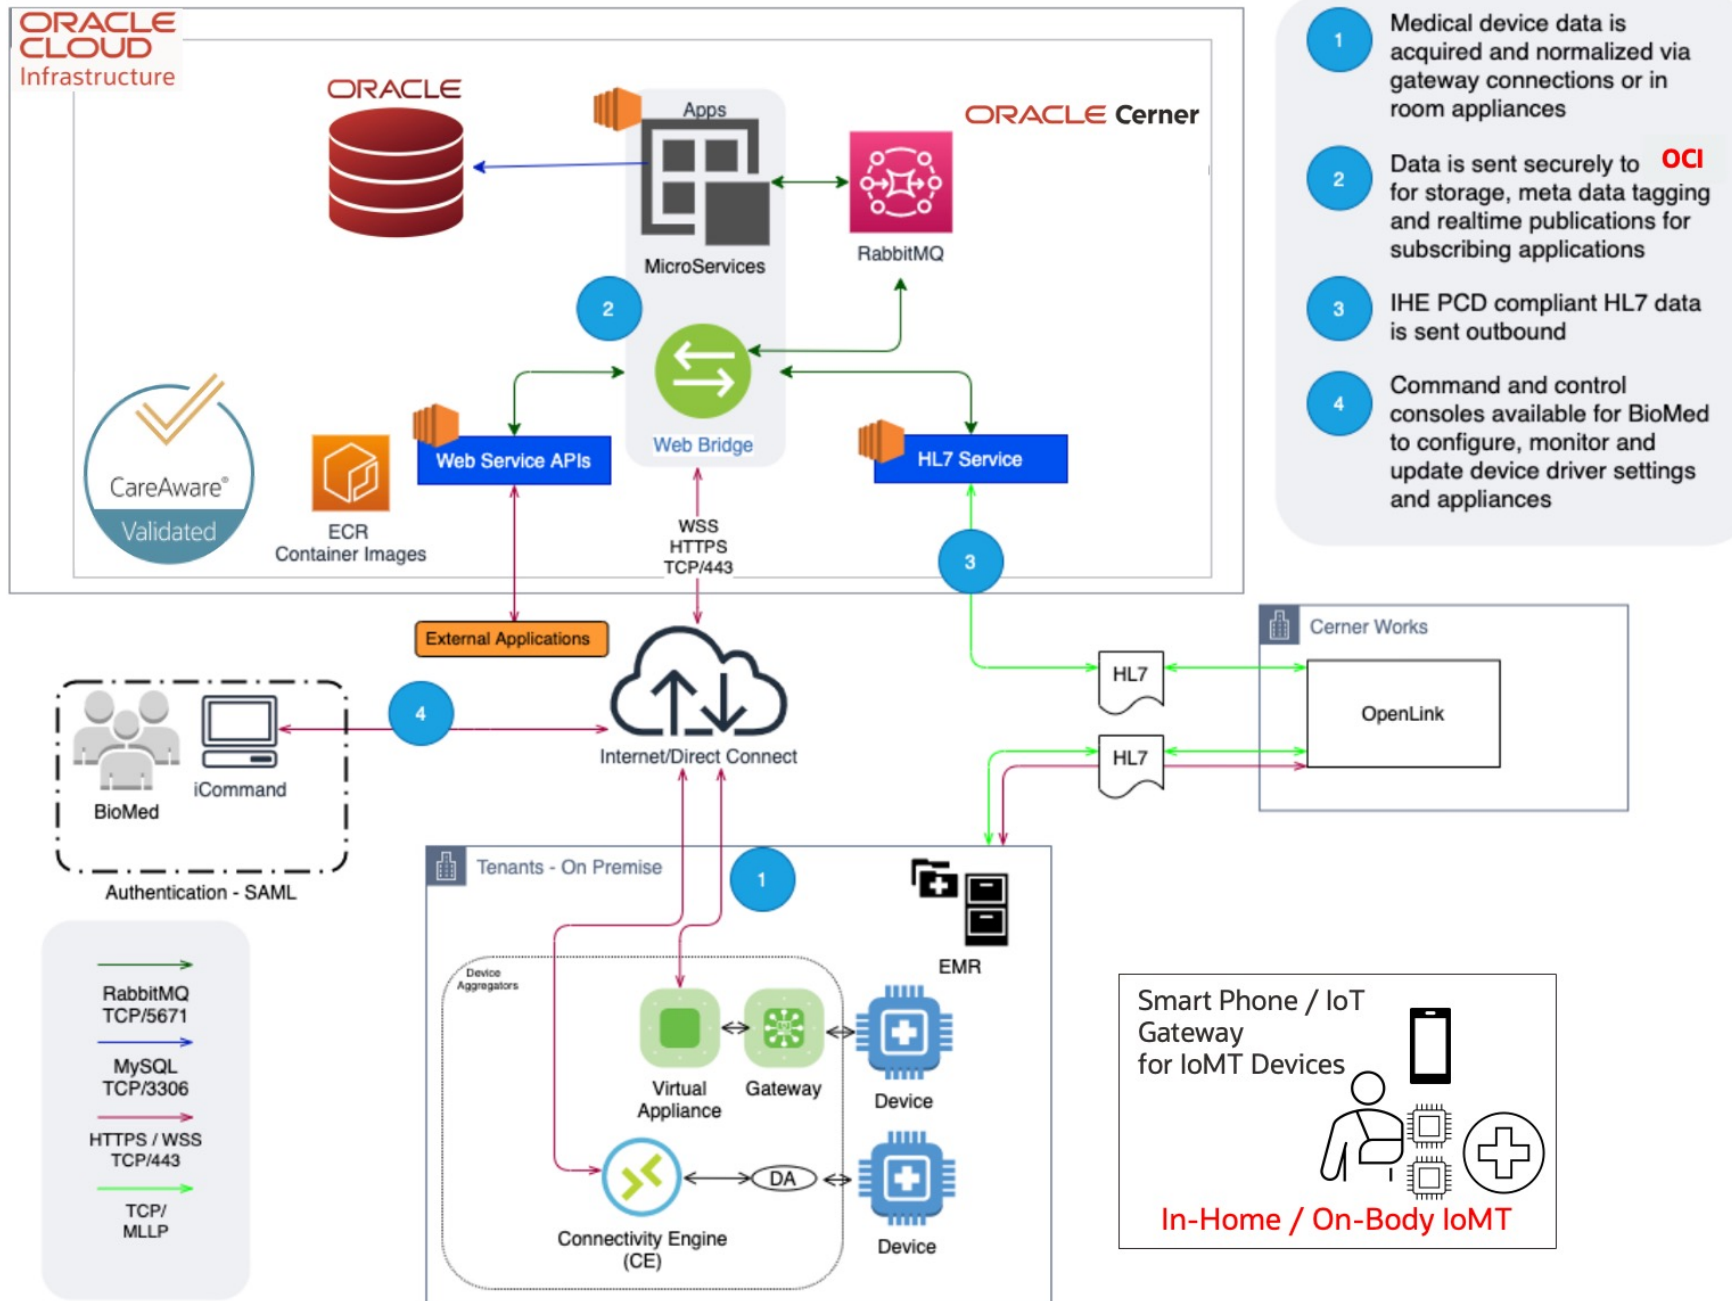 ORACLE
CLOUD
Infrastructure
ORACLE
Apps
MicroServices
RabbitMQ
ORACLE Cerner
2
Web Bridge
Web Service APIs
HL7 Service
CareAware®
Validated
ECR
Container Images
WSS
HTTPS
TCP/443
3
External Applications
1
Medical device data is
acquired and normalized via
gateway connections or in
room appliances
2
Data is sent securely to OCI
for storage, meta data tagging
and realtime publications for
subscribing applications
3
IHE PCD compliant HL7 data
is sent outbound
4
Command and control
consoles available for BioMed
to configure, monitor and
update device driver settings
and appliances
Cerner Works
HL7
OpenLink
HL7
4
Internet/Direct Connect
BioMed
iCommand
Authentication - SAML
RabbitMQ
TCP/5671
MySQL
TCP/3306
HTTPS / WSS
TCP/443
TCP/
MLLP
Tenants - On Premise
1
EMR
Device
Aggregators
Virtual
Appliance
Gateway
Device
Connectivity Engine
(CE)
DA
Device
Smart Phone / IoT
Gateway
for IoMT Devices
In-Home / On-Body IoMT